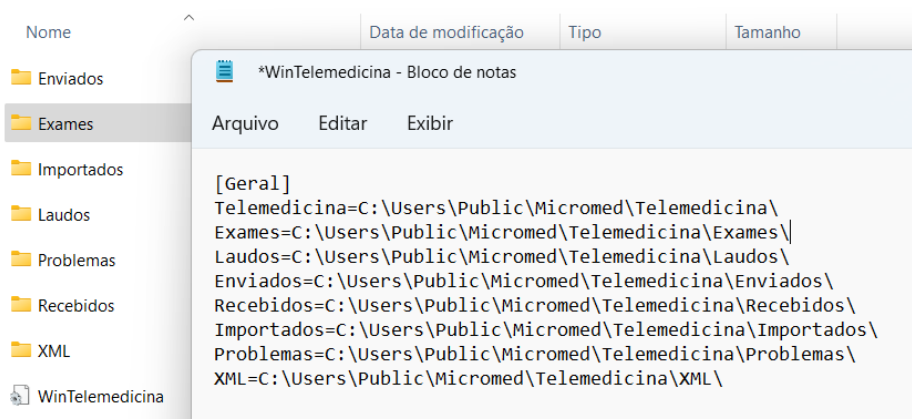 Nome Data de modificação Tipo Tamanho
Enviados
Exames
Importados
Laudos
Problemas
Recebidos
XML
WinTelemedicina
*WinTelemedicina - Bloco de notas
Arquivo Editar Exibir
[Geral]
Telemedicina=C:\Users\Public\Micromed\Telemedicina\
Exames=C:\Users\Public\Micromed\Telemedicina\Exames\
Laudos=C:\Users\Public\Micromed\Telemedicina\Laudos\
Enviados=C:\Users\Public\Micromed\Telemedicina\Enviados\
Recebidos=C:\Users\Public\Micromed\Telemedicina\Recebidos\
Importados=C:\Users\Public\Micromed\Telemedicina\Importados\
Problemas=C:\Users\Public\Micromed\Telemedicina\Problemas\
XML=C:\Users\Public\Micromed\Telemedicina\XML\